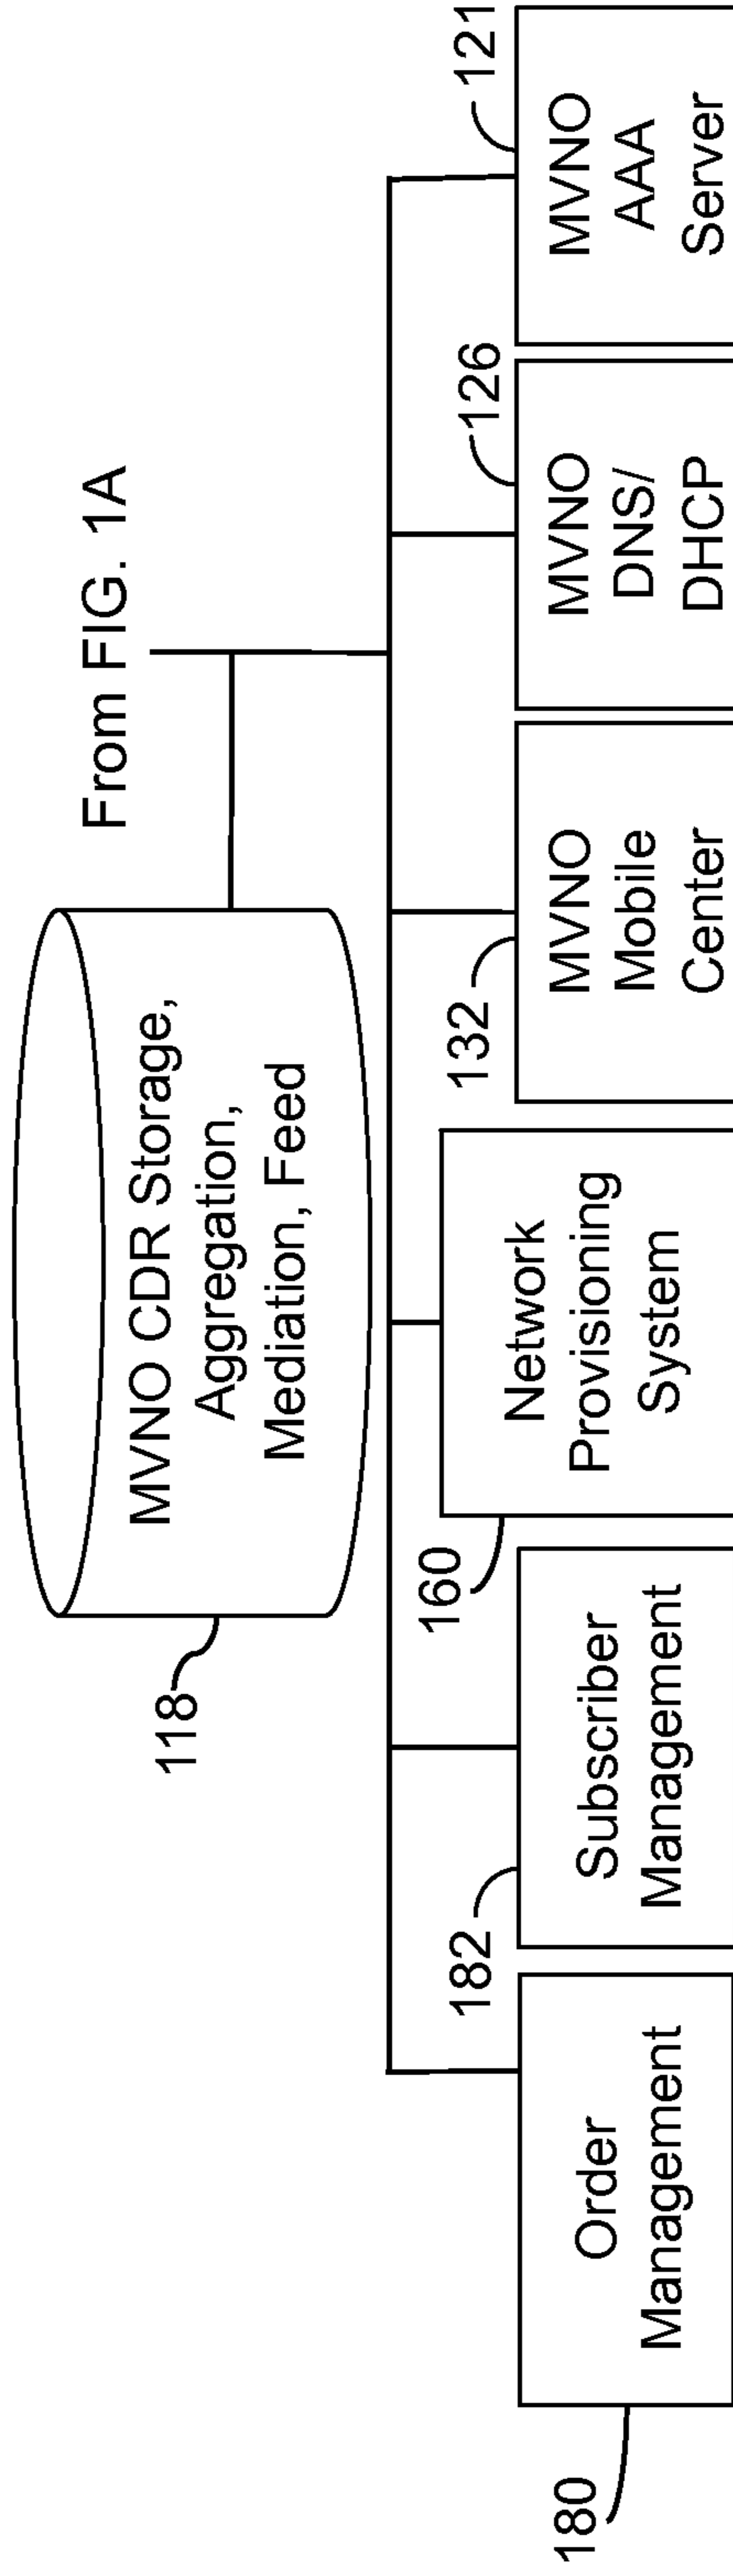 From FIG. 1A
MVNO CDR Storage,
Aggregation,
Mediation, Feed
118
180
Order
Management
182
Subscriber
Management
160
Network
Provisioning
System
132
MVNO
Mobile
Center
126
MVNO
DNS/
DHCP
121
MVNO
AAA
Server